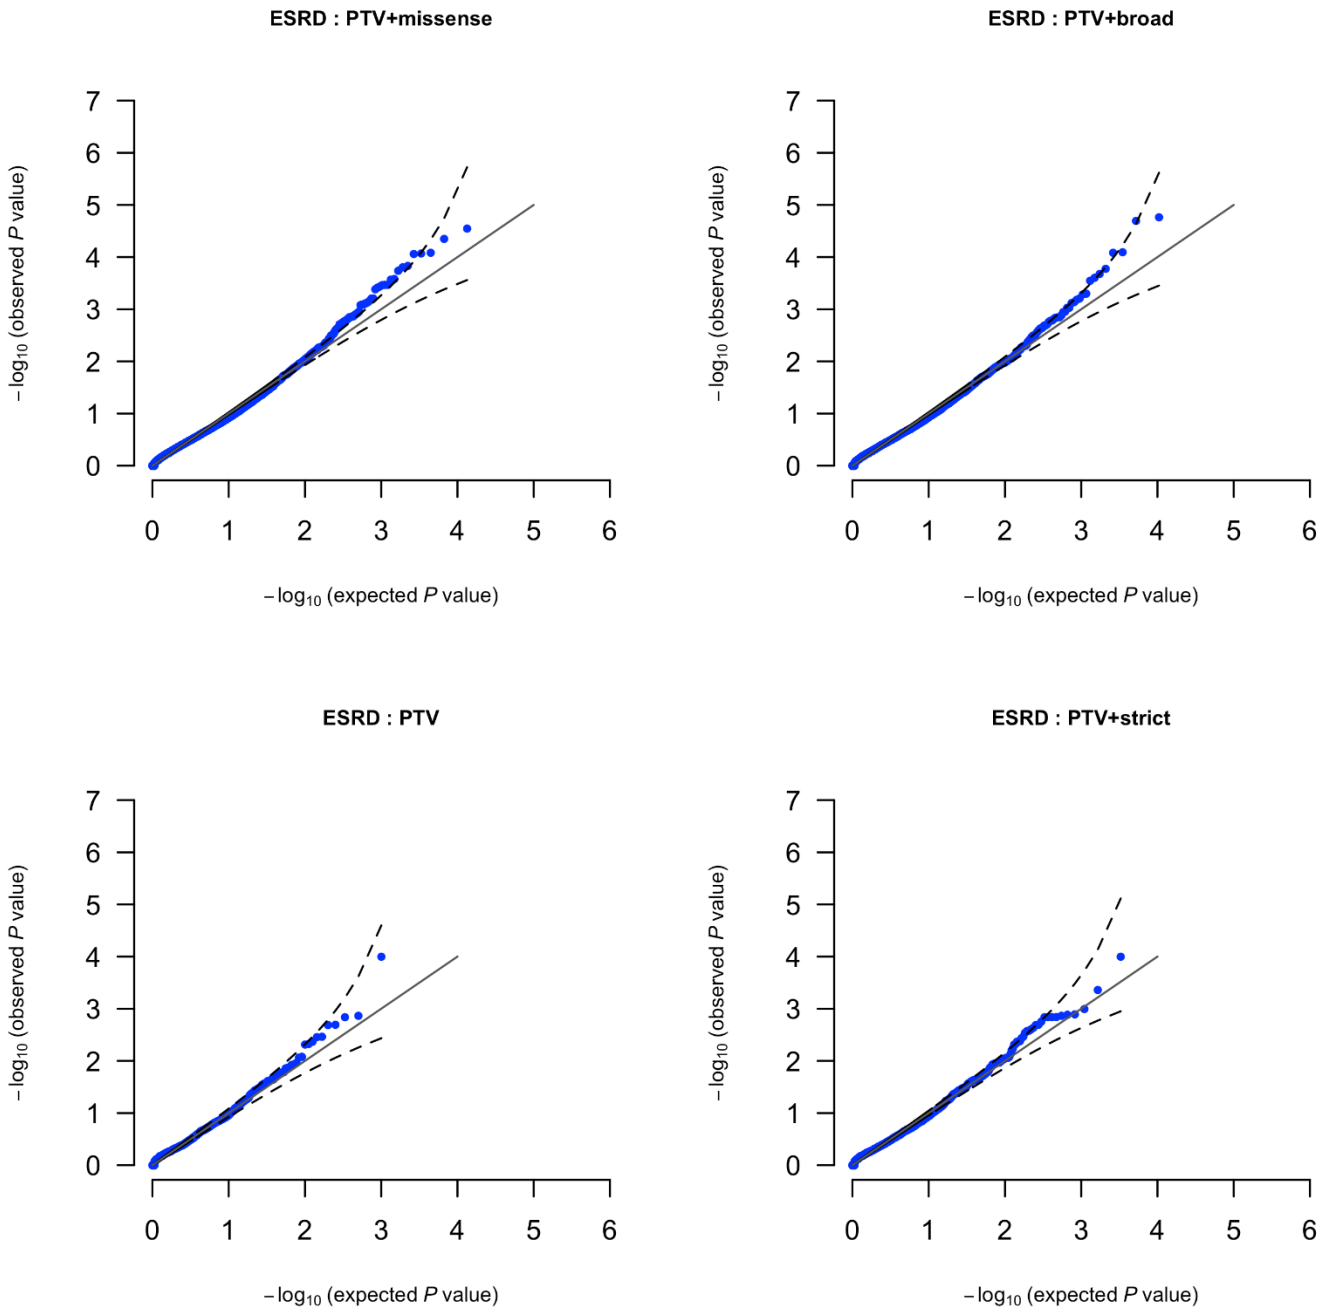 ESRD : PTV+missense
7
6
5
4
3
2
1
0
−log10 (observed P value)
0 1 2 3 4 5 6
−log10 (expected P value)
ESRD : PTV+broad
7
6
5
4
3
2
1
0
−log10 (observed P value)
0 1 2 3 4 5 6
−log10 (expected P value)
ESRD : PTV
7
6
5
4
3
2
1
0
−log10 (observed P value)
0 1 2 3 4 5 6
−log10 (expected P value)
ESRD : PTV+strict
7
6
5
4
3
2
1
0
−log10 (observed P value)
0 1 2 3 4 5 6
−log10 (expected P value)